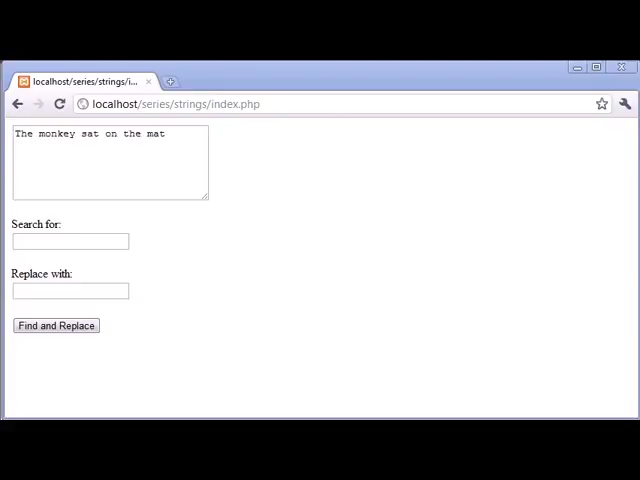 localhost/series/strings/i...
localhost/series/strings/index.php
The monkey sat on the mat
Search for:
Replace with:
Find and Replace